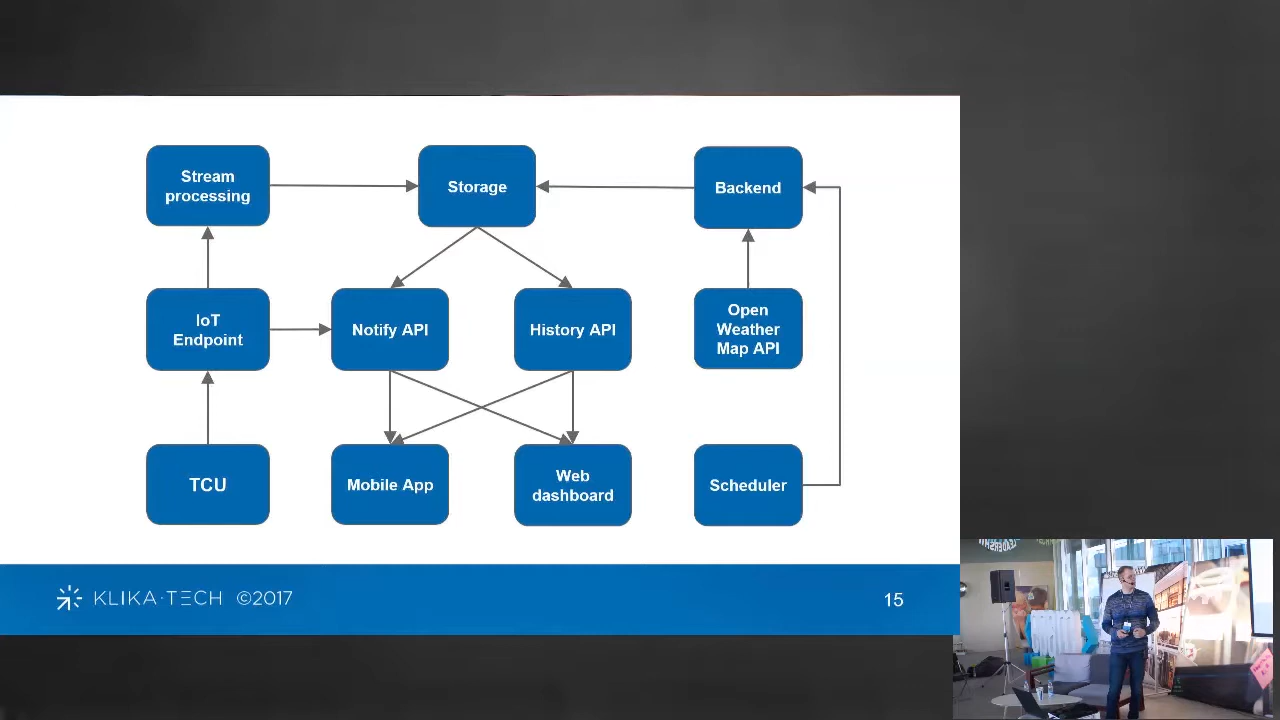 Stream
processing
Storage
Backend
IoT
Endpoint
Notify API
History API
Open
Weather
Map API
TCU
Mobile App
Web
dashboard
Scheduler
KLIKA·TECH ©2017
15
LEADERSHIP